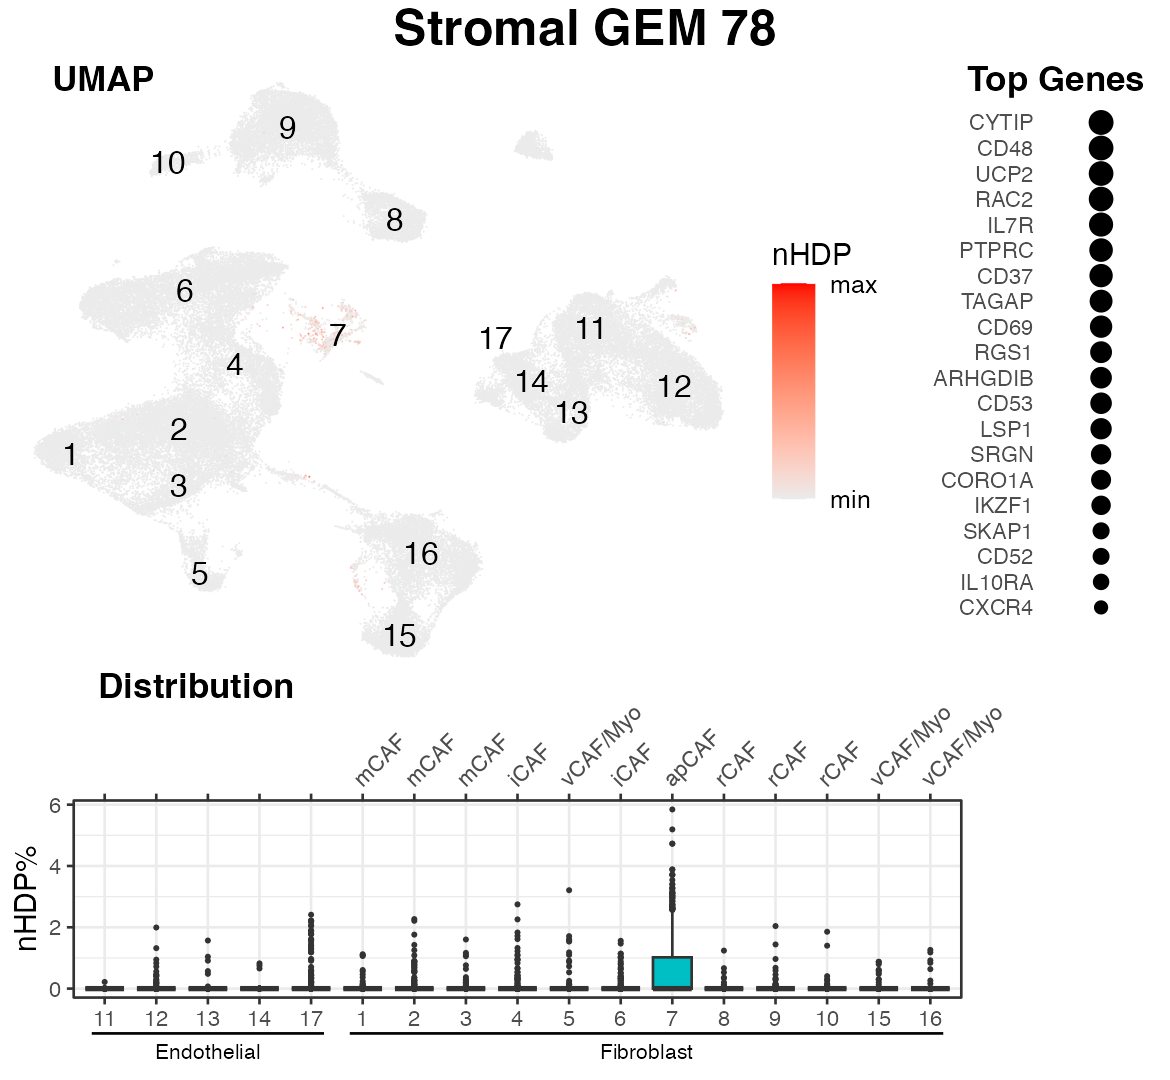 Stromal GEM 78
UMAP
9
10
8
6
7
4
2
1
3
5
16
15
17
11
14
12
13
nHDP
max
min
Top Genes
CYTIP
CD48
UCP2
RAC2
IL7R
PTPRC
CD37
TAGAP
CD69
RGS1
ARHGDIB
CD53
LSP1
SRGN
CORO1A
IKZF1
SKAP1
CD52
IL10RA
CXCR4
Distribution
mCAF
mCAF
mCAF
iCAF
vCAF/Myo
iCAF
apCAF
rCAF
rCAF
rCAF
vCAF/Myo
vCAF/Myo
nHDP%
6
4
2
0
11 12 13 14 17 1 2 3 4 5 6 7 8 9 10 15 16
Endothelial Fibroblast